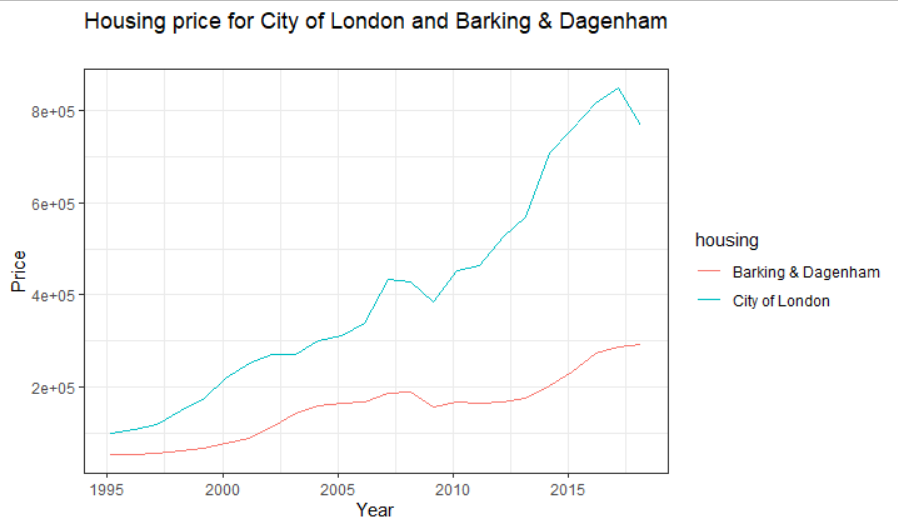 Housing price for City of London and Barking & Dagenham
8e+05
6e+05
4e+05
2e+05
Price
1995 2000 2005 2010 2015
Year
housing
Barking & Dagenham
City of London